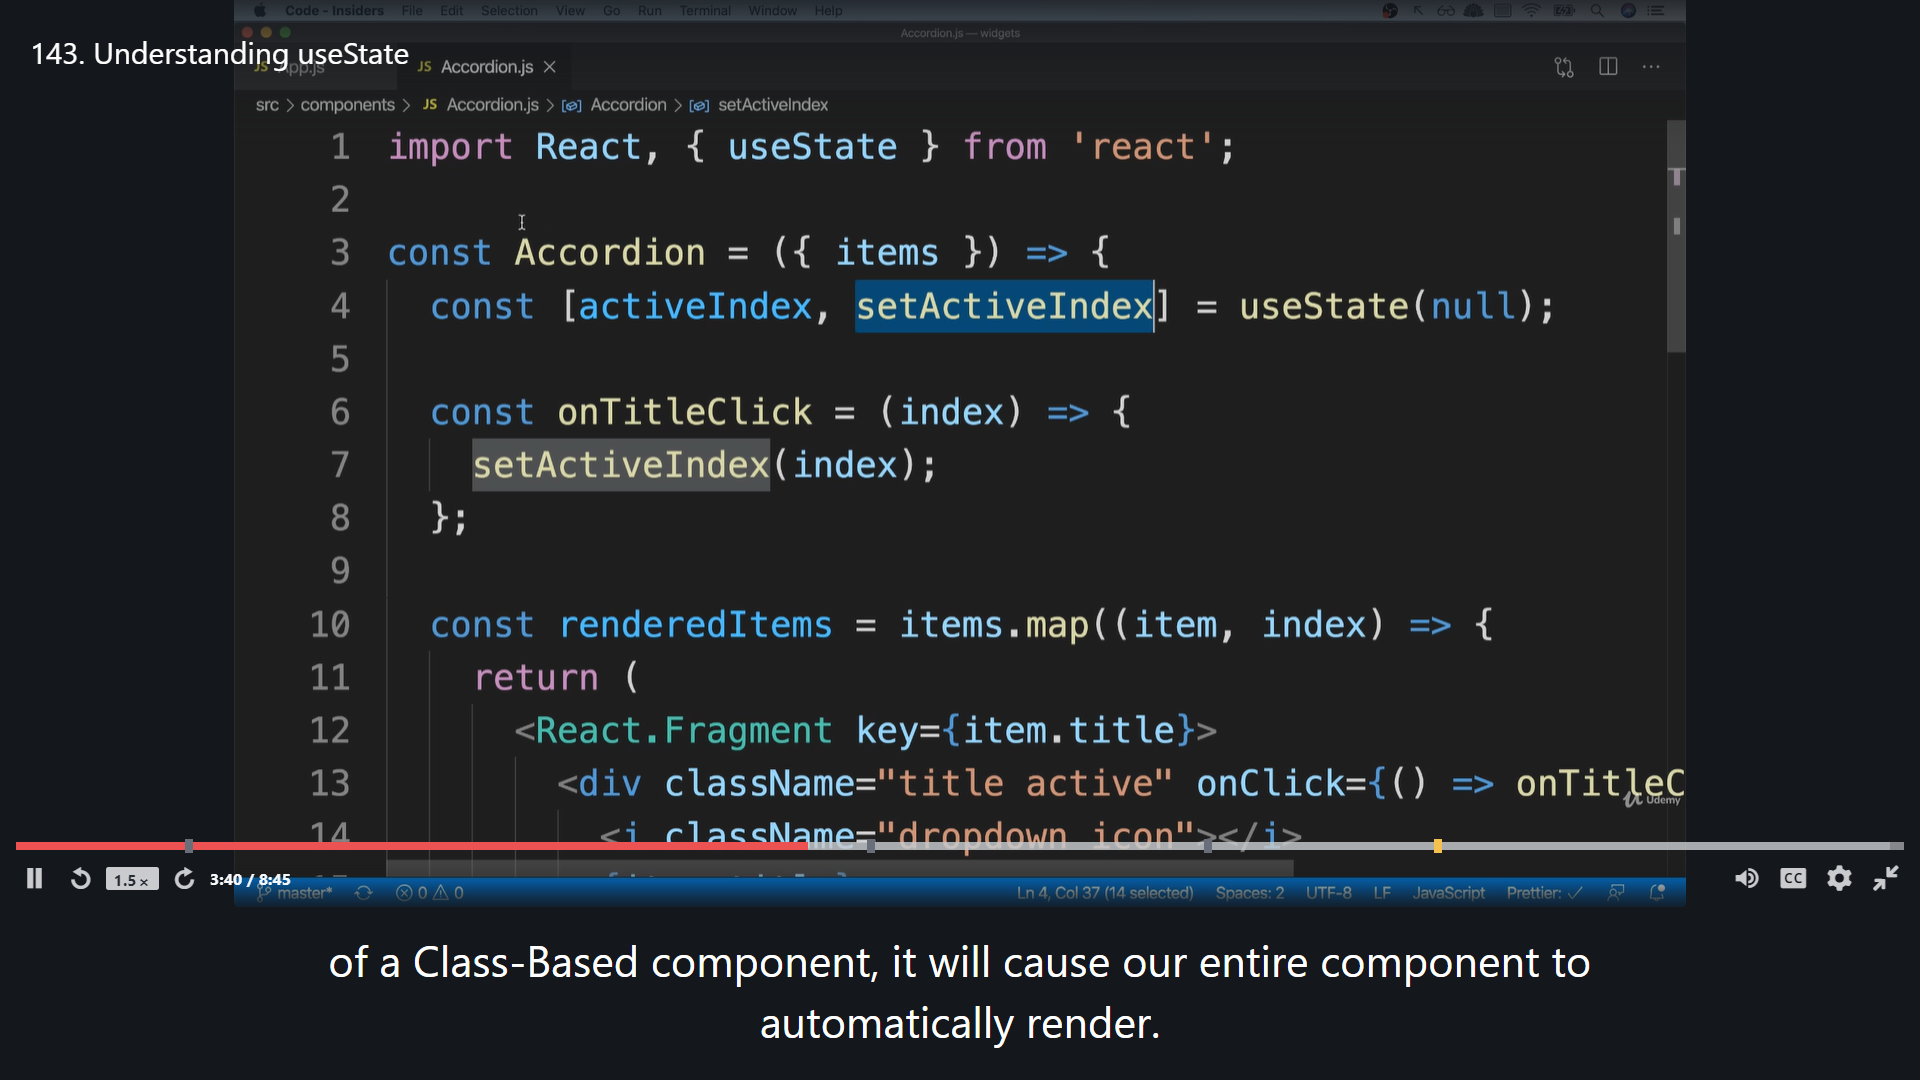 Code - Insiders File Edit Selection View Go Run Terminal Window Help
Accordion.js — widgets
143. Understanding useState
JS App.js JS Accordion.js
src > components > JS Accordion.js > Accordion > setActiveIndex
1 import React, { useState } from 'react';
2
3 const Accordion = ({ items }) => {
4 const [activeIndex, setActiveIndex] = useState(null);
5
6 const onTitleClick = (index) => {
7 setActiveIndex(index);
8 };
9
10 const renderedItems = items.map((item, index) => {
11 return (
12 <React.Fragment key={item.title}>
13 <div className="title active" onClick={() => onTitleC
Udemy
14 <i className="dropdown icon"></i>
1.5 x 3:40 / 8:45 CC
master* 0 0 Ln 4, Col 37 (14 selected) Spaces: 2 UTF-8 LF JavaScript Prettier: ✓
of a Class-Based component, it will cause our entire component to
automatically render.